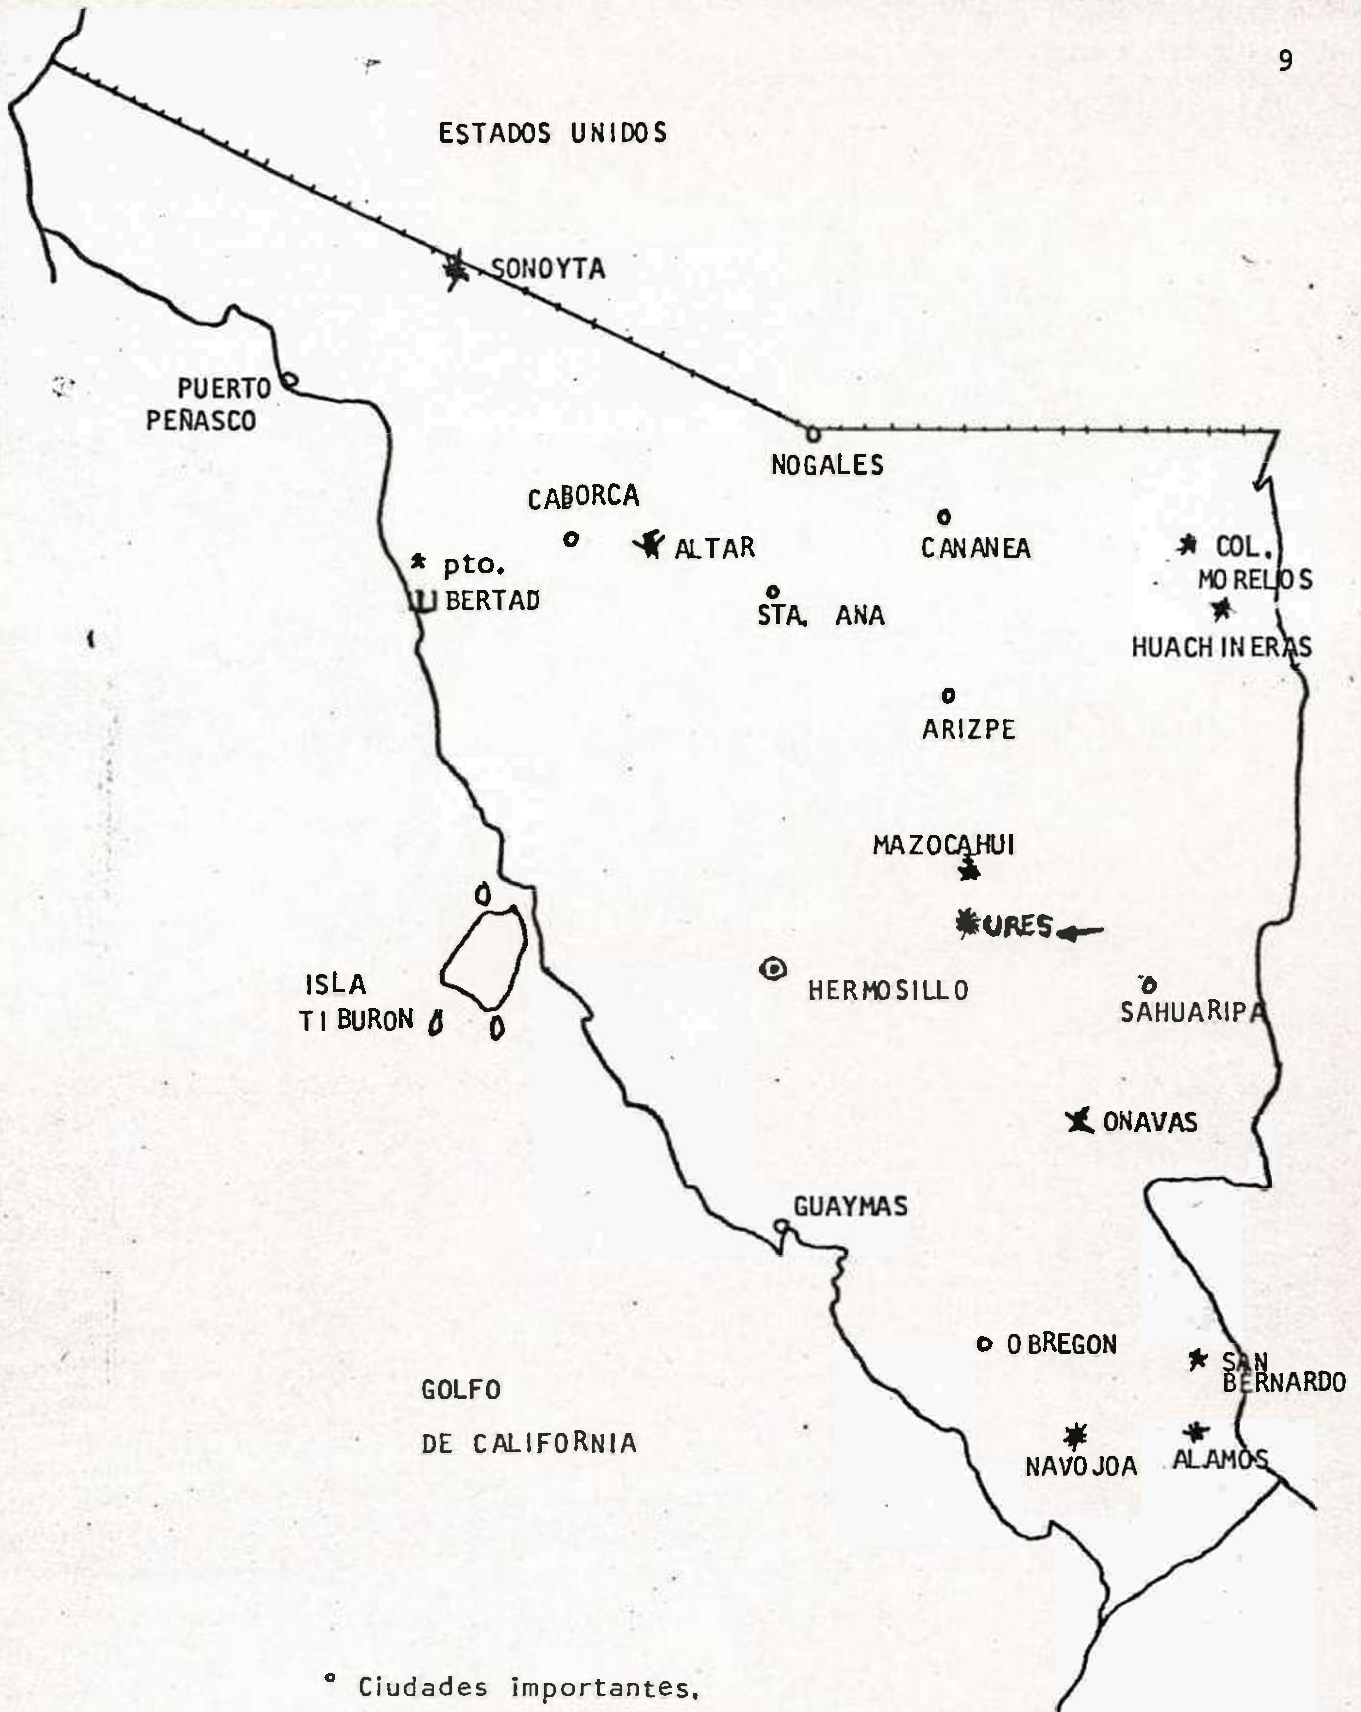 9
ESTADOS UNIDOS
SONOYTA
PUERTO
PEÑASCO
NOGALES
CABORCA
ALTAR
CANANEA
COL.
MORELOS
pto.
LIBERTAD
STA. ANA
HUACHINERAS
ARIZPE
MAZOCAHUI
URES
HERMOSILLO
ISLA
TIBURON
SAHUARIPA
ONAVAS
GUAYMAS
OBREGON
SAN
BERNARDO
GOLFO
DE CALIFORNIA
NAVOJOA
ALAMOS
° Ciudades importantes.